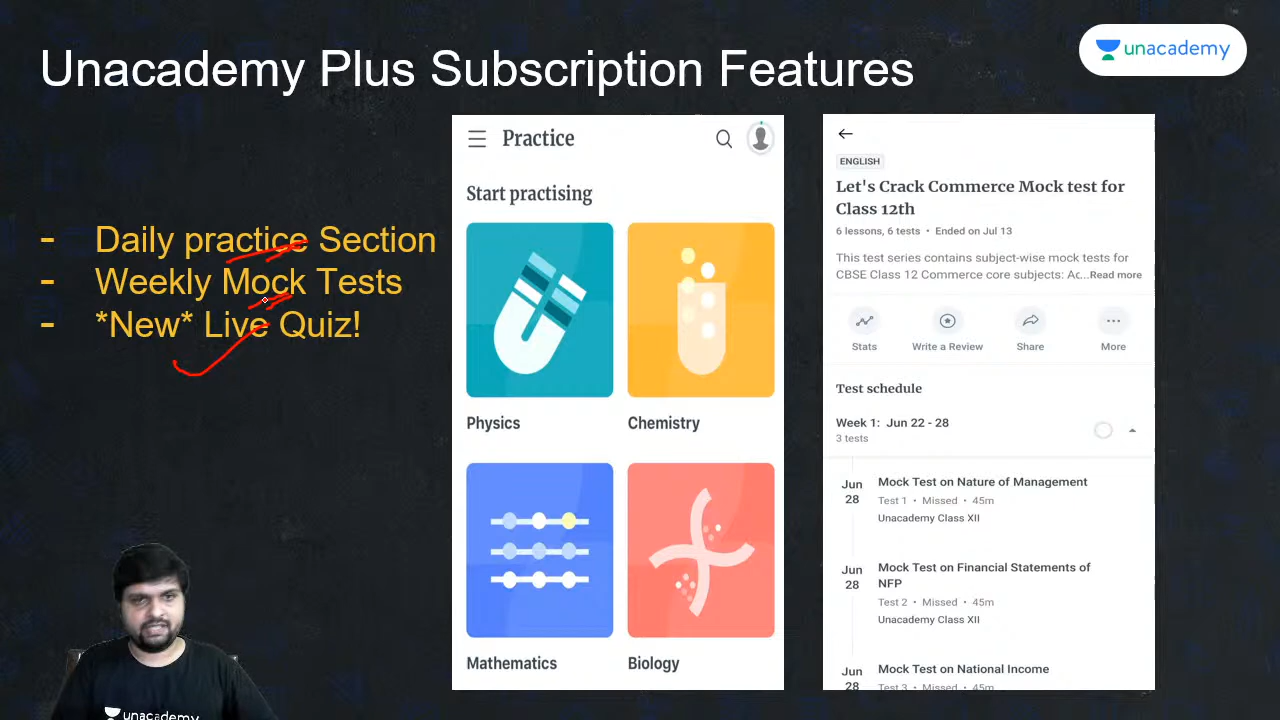 Unacademy Plus Subscription Features
unacademy
- Daily practice Section
- Weekly Mock Tests
- *New* Live Quiz!
Practice
Start practising
Physics
Chemistry
Mathematics
Biology
ENGLISH
Let's Crack Commerce Mock test for
Class 12th
6 lessons, 6 tests • Ended on Jul 13
This test series contains subject-wise mock tests for
CBSE Class 12 Commerce core subjects: Ac...Read more
Stats
Write a Review
Share
More
Test schedule
Week 1: Jun 22 - 28
3 tests
Jun
28
Mock Test on Nature of Management
Test 1 • Missed • 45m
Unacademy Class XII
Jun
28
Mock Test on Financial Statements of
NFP
Test 2 • Missed • 45m
Unacademy Class XII
Jun
28
Mock Test on National Income
Test 3 • Missed • 45m
unacademy